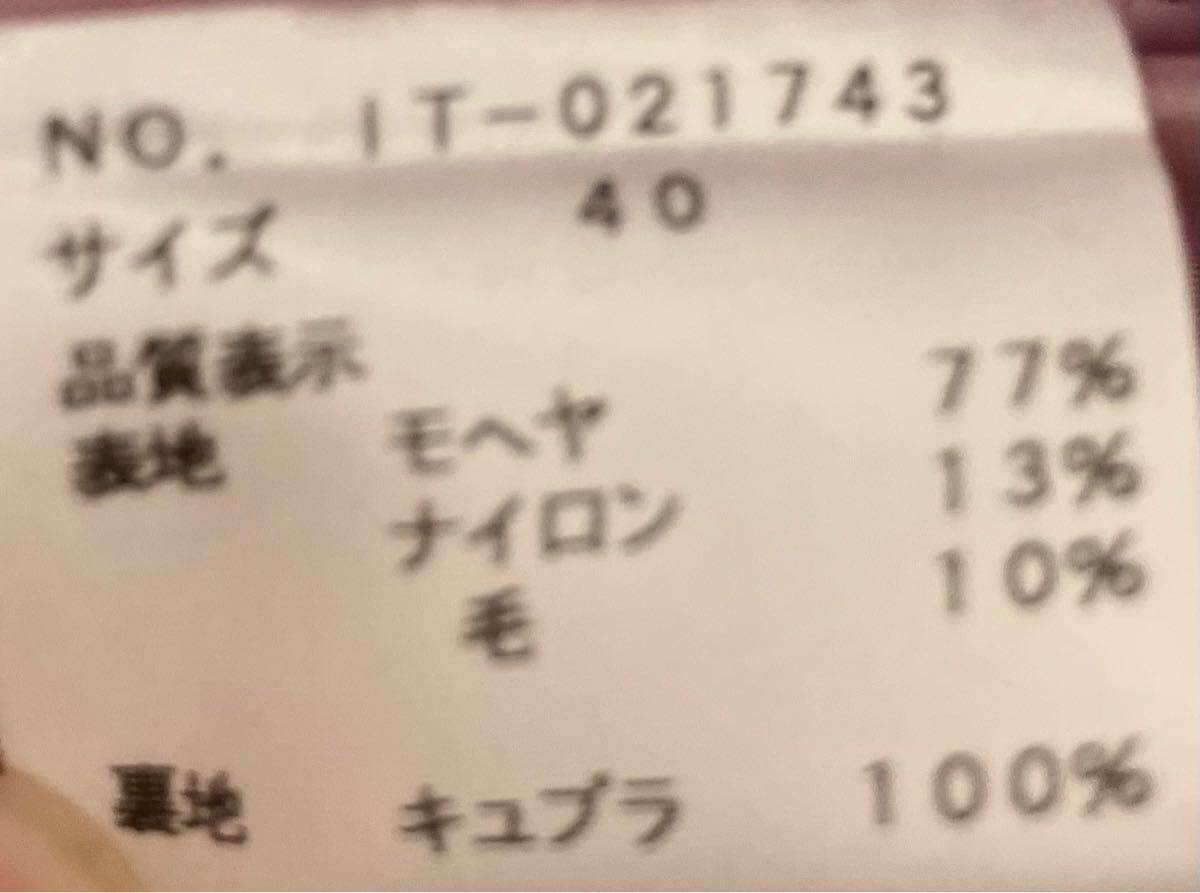 NO. IT-021743
サイズ 40
品質表示
表地 モヘヤ 77%
ナイロン 13%
毛 10%
裏地 キュプラ 100%